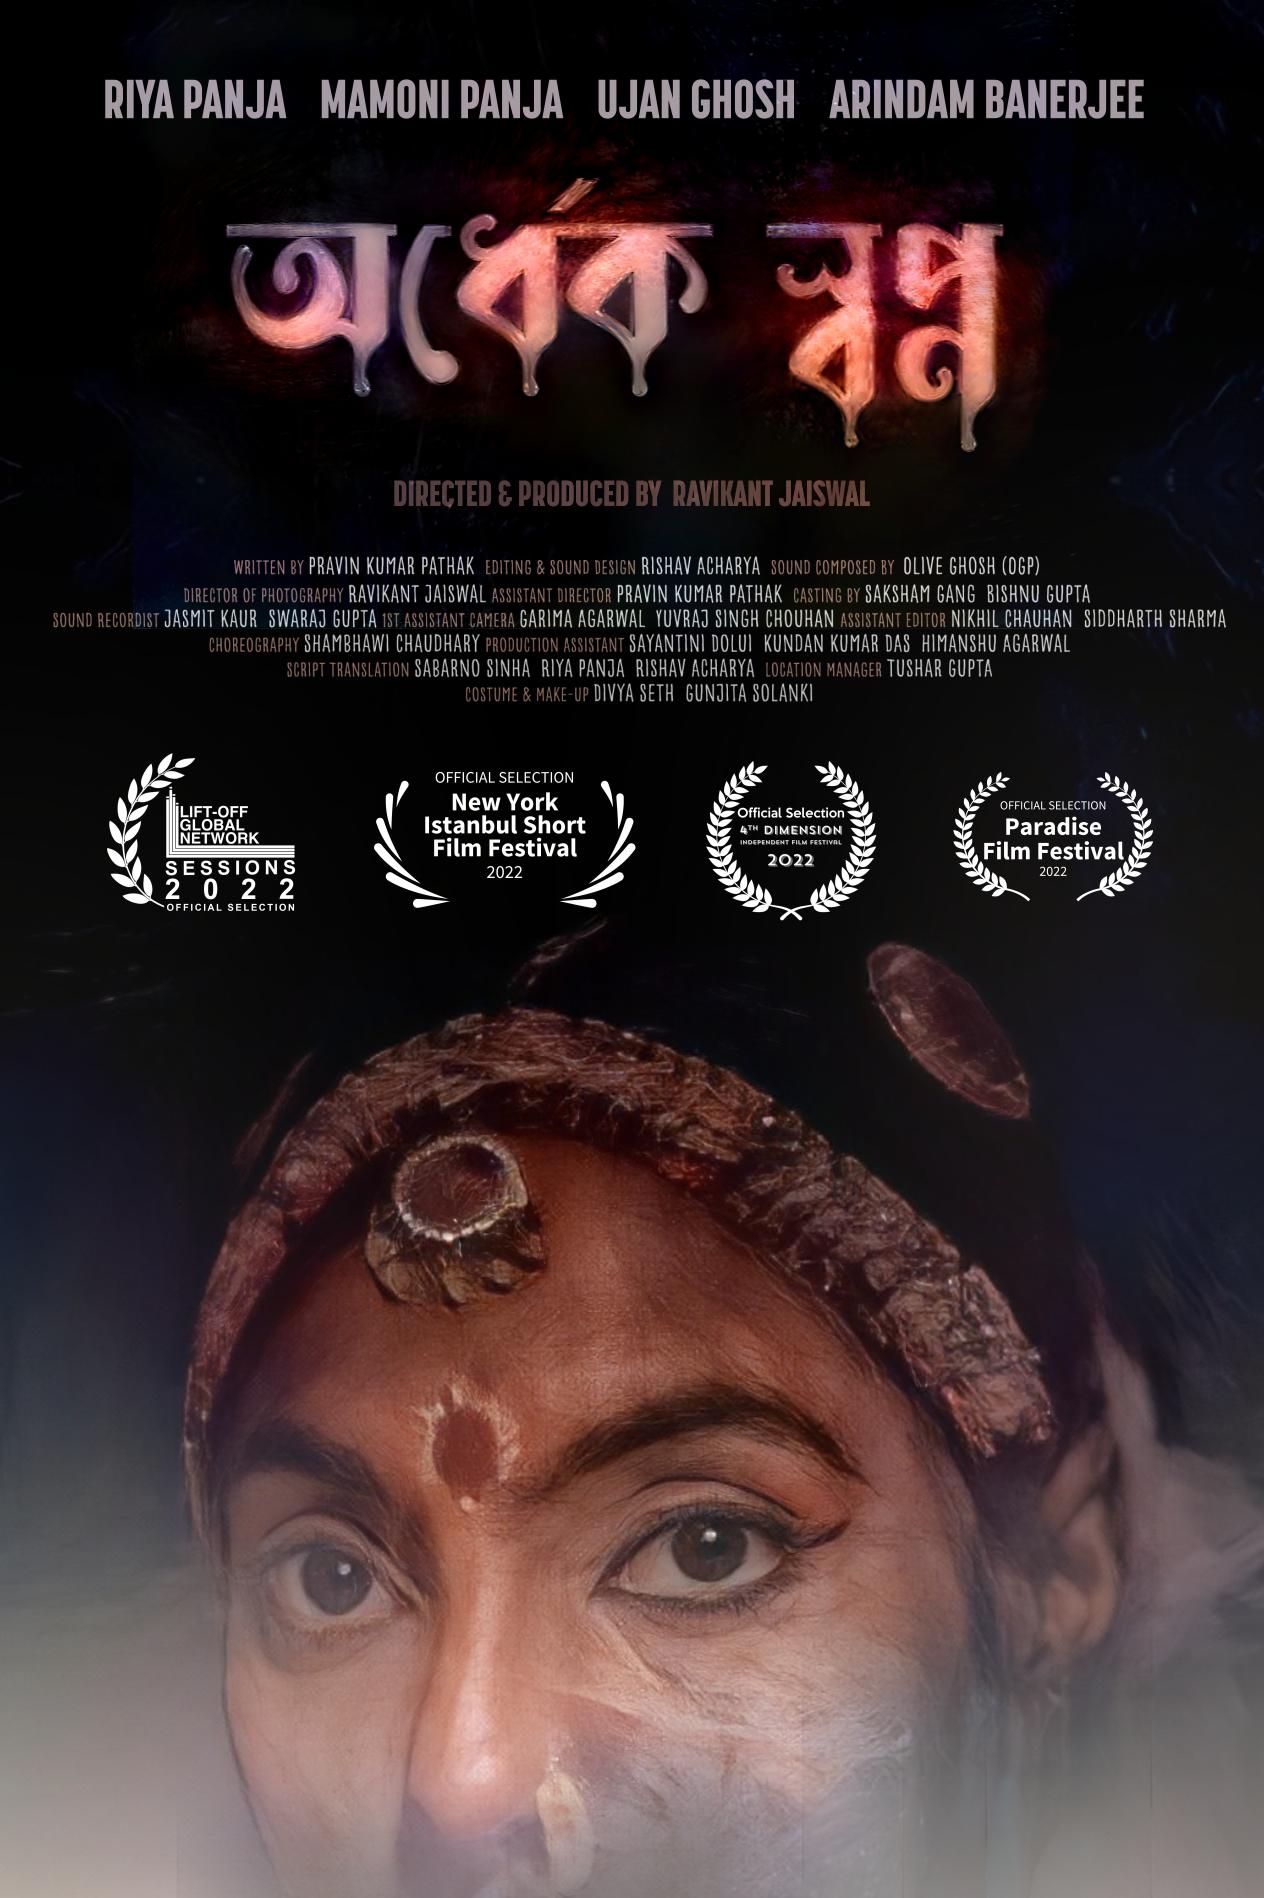 RIYA PANJA MAMONI PANJA UJAN GHOSH ARINDAM BANERJEE
অর্ধেক স্বপ্ন
DIRECTED & PRODUCED BY RAVIKANT JAISWAL
WRITTEN BY PRAVIN KUMAR PATHAK EDITING & SOUND DESIGN RISHAV ACHARYA SOUND COMPOSED BY OLIVE GHOSH (OGP)
DIRECTOR OF PHOTOGRAPHY RAVIKANT JAISWAL ASSISTANT DIRECTOR PRAVIN KUMAR PATHAK CASTING BY SAKSHAM GANG BISHNU GUPTA
SOUND RECORDIST JASMIT KAUR SWARAJ GUPTA 1ST ASSISTANT CAMERA GARIMA AGARWAL YUVRAJ SINGH CHOUHAN ASSISTANT EDITOR NIKHIL CHAUHAN SIDDHARTH SHARMA
CHOREOGRAPHY SHAMBHAWI CHAUDHARY PRODUCTION ASSISTANT SAYANTINI DOLUI KUNDAN KUMAR DAS HIMANSHU AGARWAL
SCRIPT TRANSLATION SABARNO SINHA RIYA PANJA RISHAV ACHARYA LOCATION MANAGER TUSHAR GUPTA
COSTUME & MAKE-UP DIVYA SETH GUNJITA SOLANKI
LIFT-OFF
GLOBAL
NETWORK
SESSIONS
2022
OFFICIAL SELECTION
OFFICIAL SELECTION
New York
Istanbul Short
Film Festival
2022
Official Selection
4TH DIMENSION
INDEPENDENT FILM FESTIVAL
2022
OFFICIAL SELECTION
Paradise
Film Festival
2022